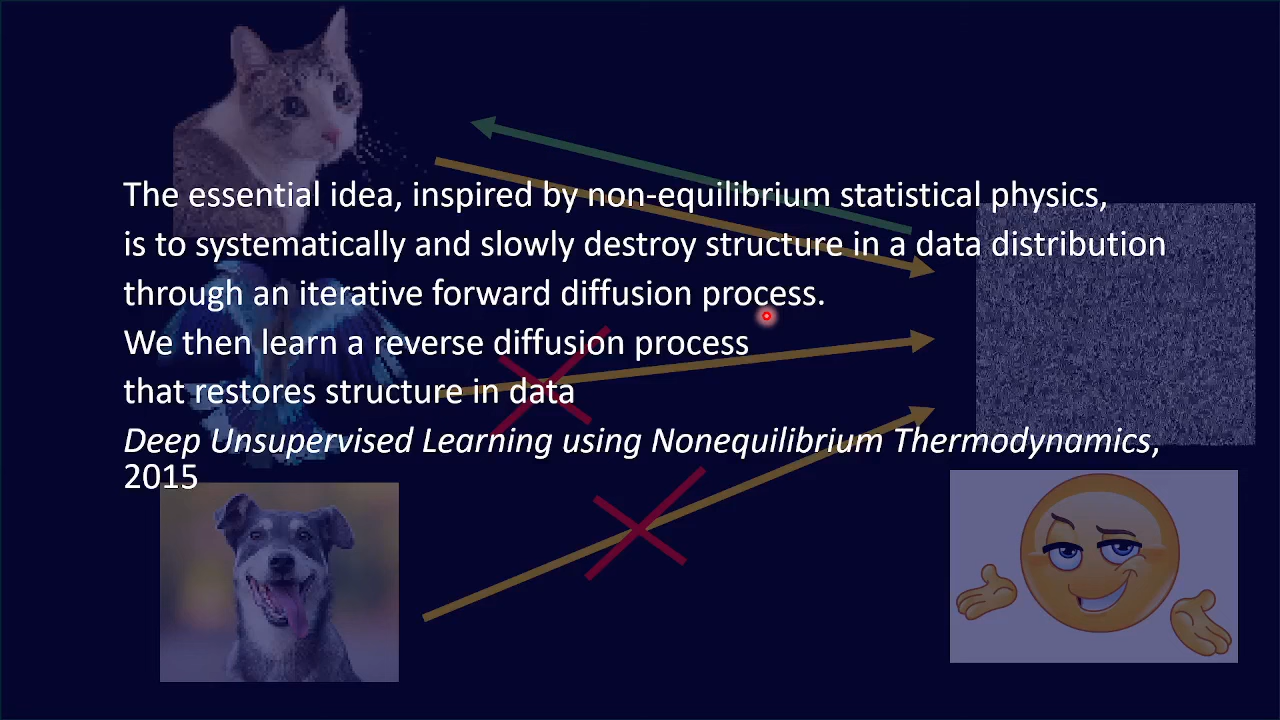 The essential idea, inspired by non-equilibrium statistical physics,
is to systematically and slowly destroy structure in a data distribution
through an iterative forward diffusion process.
We then learn a reverse diffusion process
that restores structure in data
Deep Unsupervised Learning using Nonequilibrium Thermodynamics,
2015